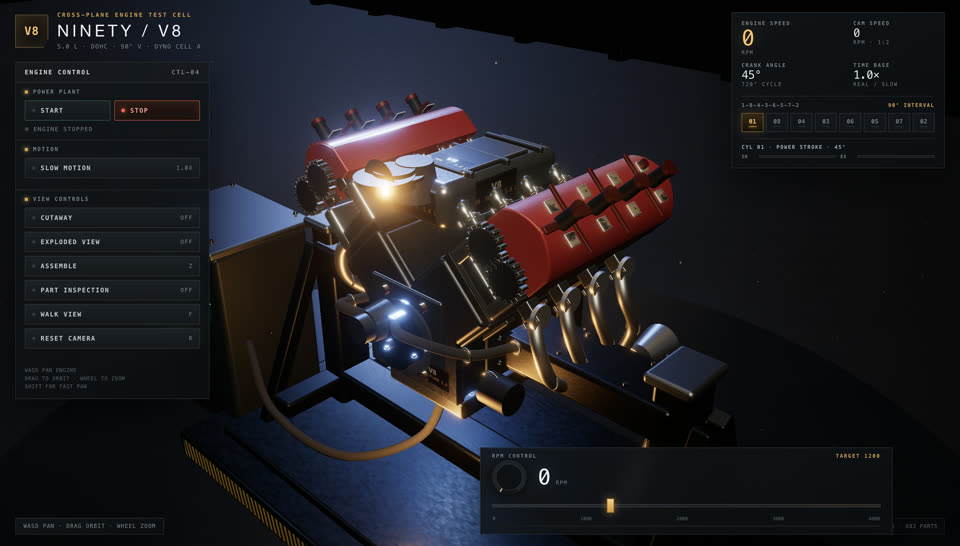 V8
CROSS-PLANE ENGINE TEST CELL
NINETY / V8
5.0 L · DOHC · 90° V · DYNO CELL A
ENGINE CONTROL
CTL-04
POWER PLANT
START
STOP
ENGINE STOPPED
MOTION
SLOW MOTION
1.0X
VIEW CONTROLS
CUTAWAY
OFF
EXPLODED VIEW
OFF
ASSEMBLE
Z
PART INSPECTION
OFF
WALK VIEW
F
RESET CAMERA
R
WASD PAN ENGINE
DRAG TO ORBIT · WHEEL TO ZOOM
SHIFT FOR FAST PAN
WASD PAN · DRAG ORBIT · WHEEL ZOOM
ENGINE SPEED
0
RPM
CAM SPEED
0
RPM · 1:2
CRANK ANGLE
45°
720° CYCLE
TIME BASE
1.0×
REAL / SLOW
1-8-4-3-6-5-7-2
90° INTERVAL
01
08
04
03
06
05
07
02
CYL 01 · POWER STROKE · 45°
IN
EX
V8
V8
RPM CONTROL
TARGET 1200
0
RPM
0
1000
2000
3000
4000
681 PARTS